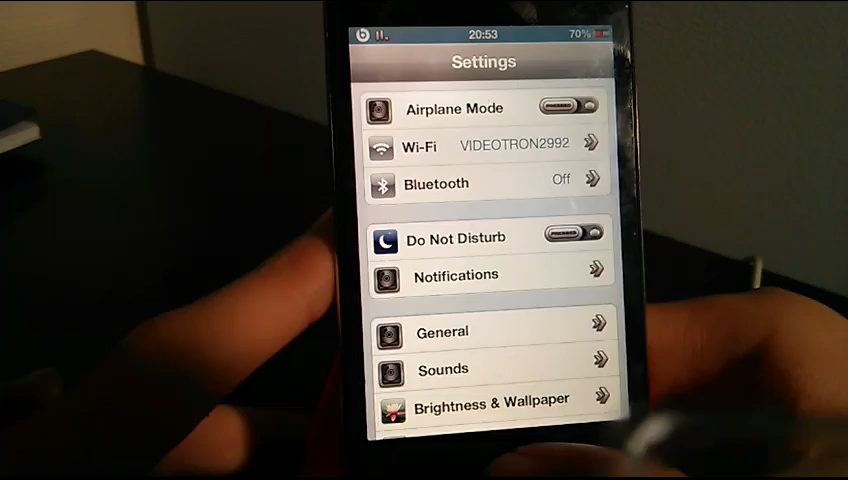 20:53 70%
Settings
Airplane Mode
Wi-Fi VIDEOTRON2992
Bluetooth Off
Do Not Disturb
Notifications
General
Sounds
Brightness & Wallpaper